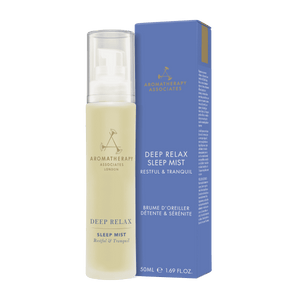 AROMATHERAPY
ASSOCIATES
LONDON
DEEP RELAX
SLEEP MIST
Restful & Tranquil
AROMATHERAPY
ASSOCIATES
DEEP RELAX
SLEEP MIST
RESTFUL & TRANQUIL
BRUME D'OREILLER
DÉTENTE & SÉRÉNITÉ
50ML e 1.69 FL.OZ.